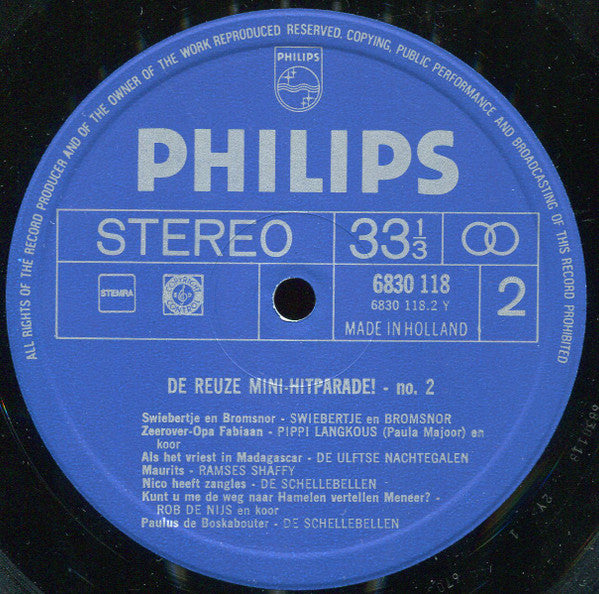 ALL RIGHTS OF THE RECORD PRODUCER AND OF THE OWNER OF THE WORK REPRODUCED RESERVED. COPYING, PUBLIC PERFORMANCE AND BROADCASTING OF THIS RECORD PROHIBITED
PHILIPS
PHILIPS
STEREO
33 1/3
STEMRA
COPYRIGHT CONTROL
6830 118
6830 118.2 Y
MADE IN HOLLAND
2
DE REUZE MINI-HITPARADE! - no. 2
Swiebertje en Bromsnor - SWIEBERTJE en BROMSNOR
Zeerover-Opa Fabiaan - PIPPI LANGKOUS (Paula Majoor) en
koor
Als het vriest in Madagascar - DE ULFTSE NACHTEGALEN
Maurits - RAMSES SHAFFY
Nico heeft zangles - DE SCHELLEBELLEN
Kunt u me de weg naar Hamelen vertellen Meneer? -
ROB DE NIJS en koor
Paulus de Boskabouter - DE SCHELLEBELLEN